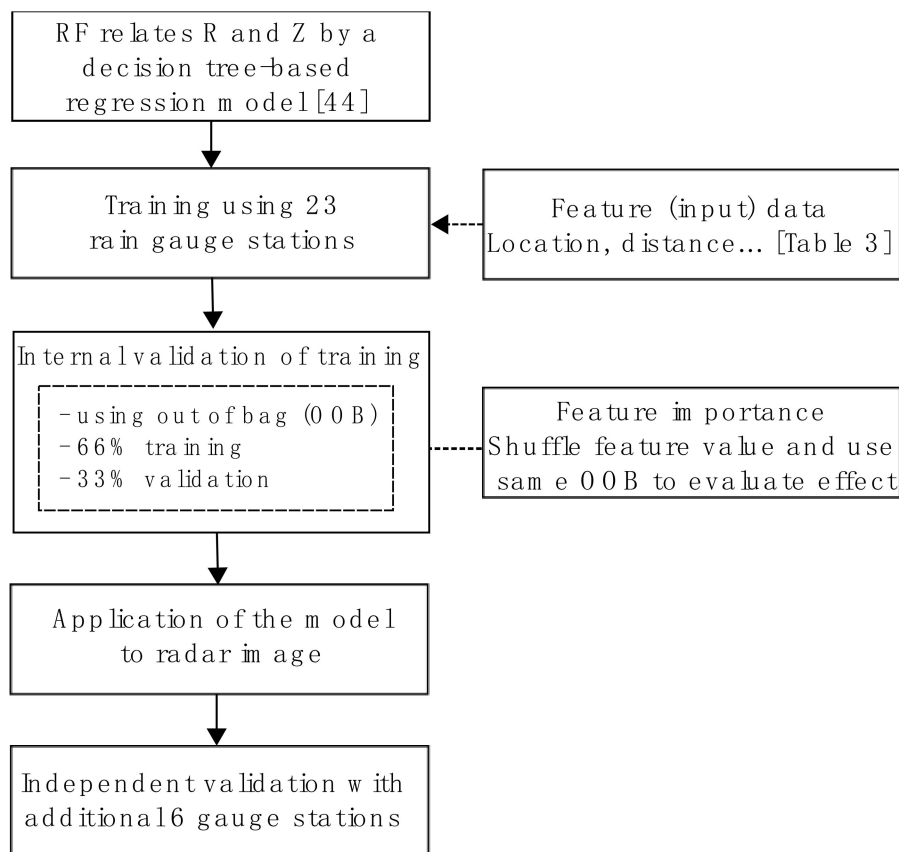 RF relates R and Z by a
decision tree-based
regression model [44]
Training using 23
rain gauge stations
Feature (input) data
Location, distance... [Table 3]
Internal validation of training
-using out of bag (OOB)
-66% training
-33% validation
Feature importance
Shuffle feature value and use
same OOB to evaluate effect
Application of the model
to radar image
Independent validation with
additional 6 gauge stations